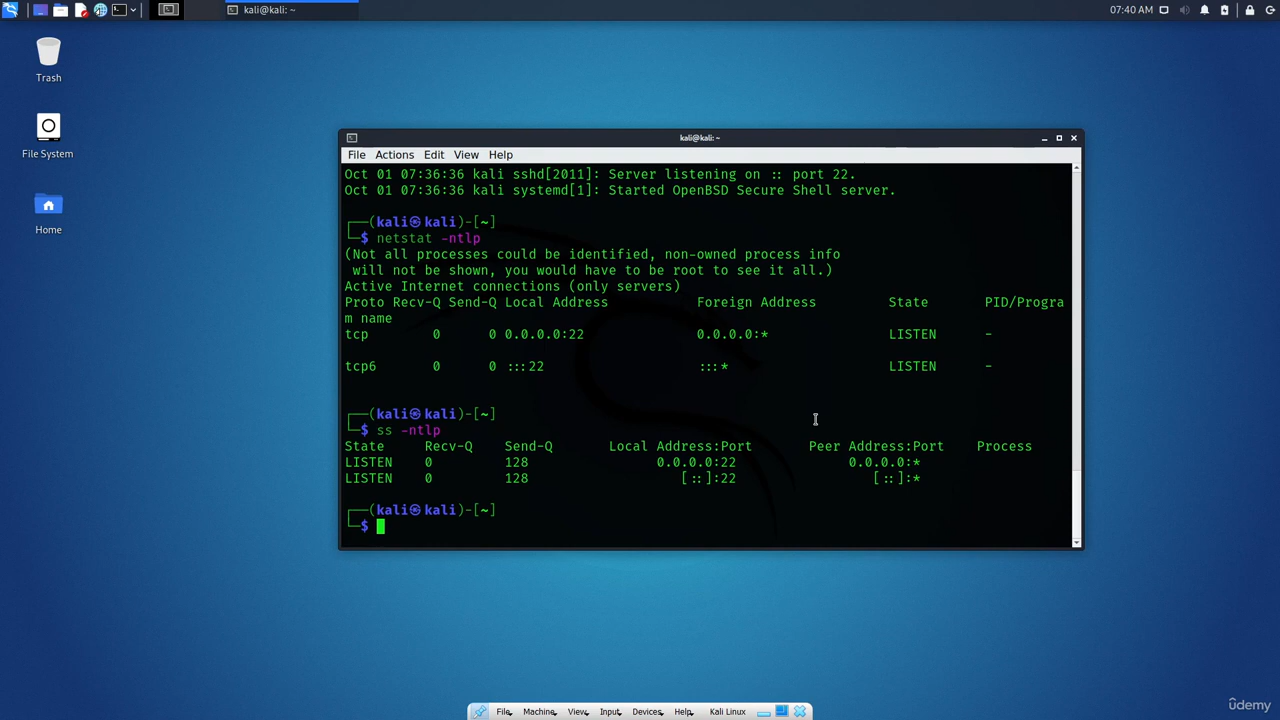 kali@kali: ~
07:40 AM
Trash
File System
Home
kali@kali: ~
File Actions Edit View Help
Oct 01 07:36:36 kali sshd[2011]: Server listening on :: port 22.
Oct 01 07:36:36 kali systemd[1]: Started OpenBSD Secure Shell server.
┌──(kali㉿kali)-[~]
└─$ netstat -ntlp
(Not all processes could be identified, non-owned process info
will not be shown, you would have to be root to see it all.)
Active Internet connections (only servers)
Proto Recv-Q Send-Q Local Address Foreign Address State PID/Progra
m name
tcp 0 0 0.0.0.0:22 0.0.0.0:* LISTEN -
tcp6 0 0 :::22 :::* LISTEN -
┌──(kali㉿kali)-[~]
└─$ ss -ntlp
State Recv-Q Send-Q Local Address:Port Peer Address:Port Process
LISTEN 0 128 0.0.0.0:22 0.0.0.0:*
LISTEN 0 128 [::]:22 [::]:*
┌──(kali㉿kali)-[~]
└─$
File Machine View Input Devices Help Kali Linux
ûdemy